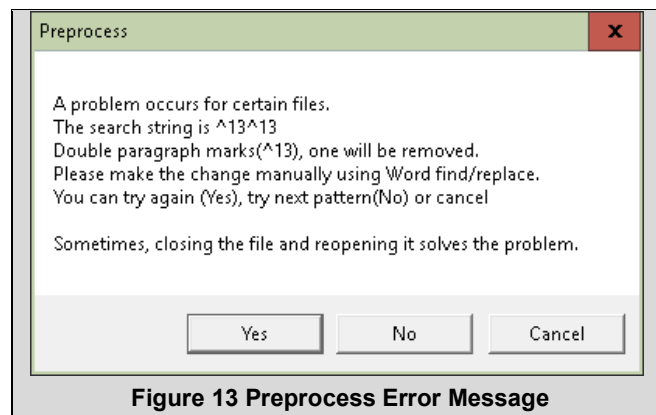 Preprocess
x
A problem occurs for certain files.
The search string is ^13^13
Double paragraph marks(^13), one will be removed.
Please make the change manually using Word find/replace.
You can try again (Yes), try next pattern(No) or cancel
Sometimes, closing the file and reopening it solves the problem.
Yes No Cancel
Figure 13 Preprocess Error Message